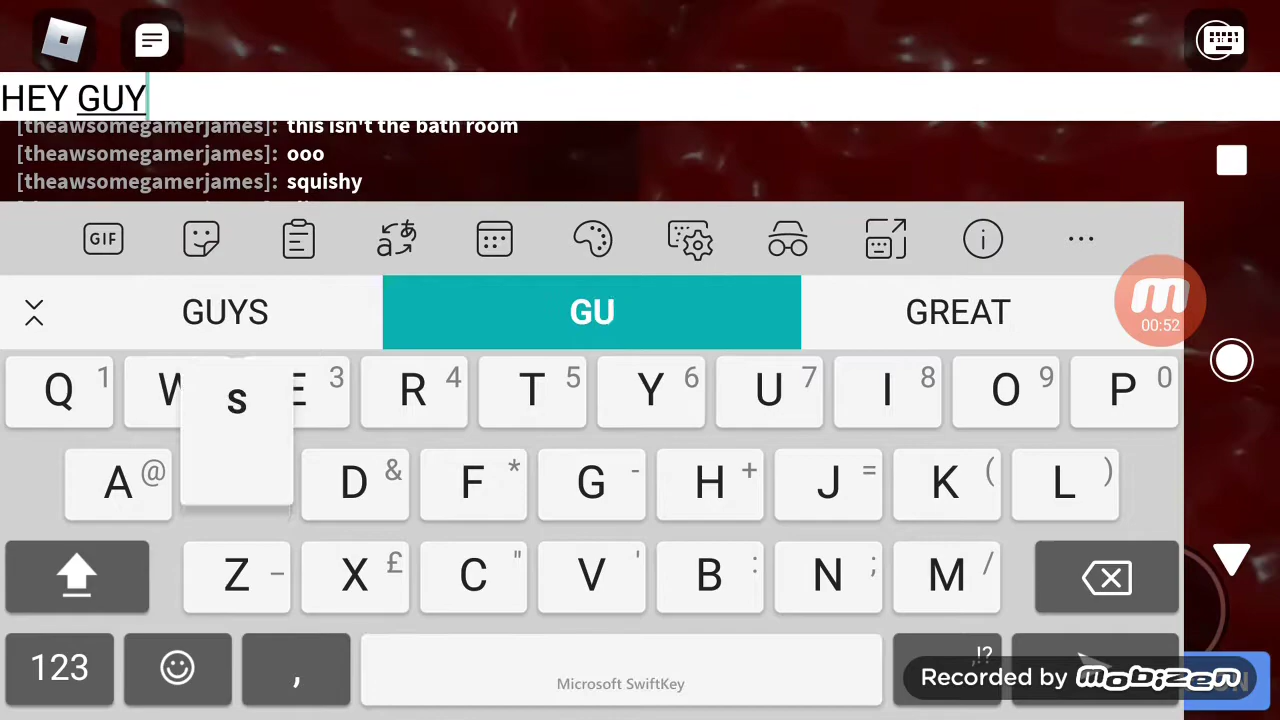 HEY GUY
[theawsomegamerjames]: this isn't the bath room
[theawsomegamerjames]: ooo
[theawsomegamerjames]: squishy
GIF
GUYS GU GREAT
00:52
Q 1 W E 3 R 4 T 5 Y 6 U 7 I 8 O 9 P 0
s
A @ D & F * G - H + J = K ( L )
Z – X £ C " V ' B : N ; M /
123 , Microsoft SwiftKey ,!?
Recorded by mobizen